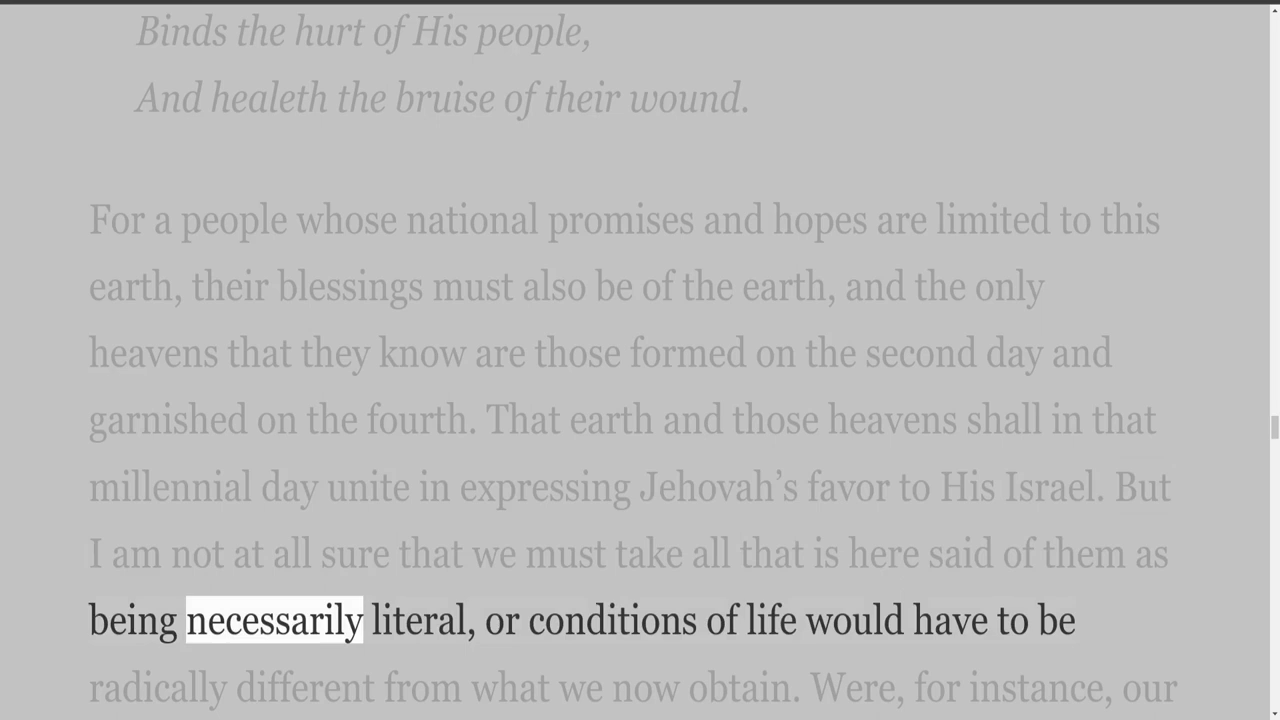 Binds the hurt of His people,
And healeth the bruise of their wound.
For a people whose national promises and hopes are limited to this
earth, their blessings must also be of the earth, and the only
heavens that they know are those formed on the second day and
garnished on the fourth. That earth and those heavens shall in that
millennial day unite in expressing Jehovah’s favor to His Israel. But
I am not at all sure that we must take all that is here said of them as
being necessarily literal, or conditions of life would have to be
radically different from what we now obtain. Were, for instance, our